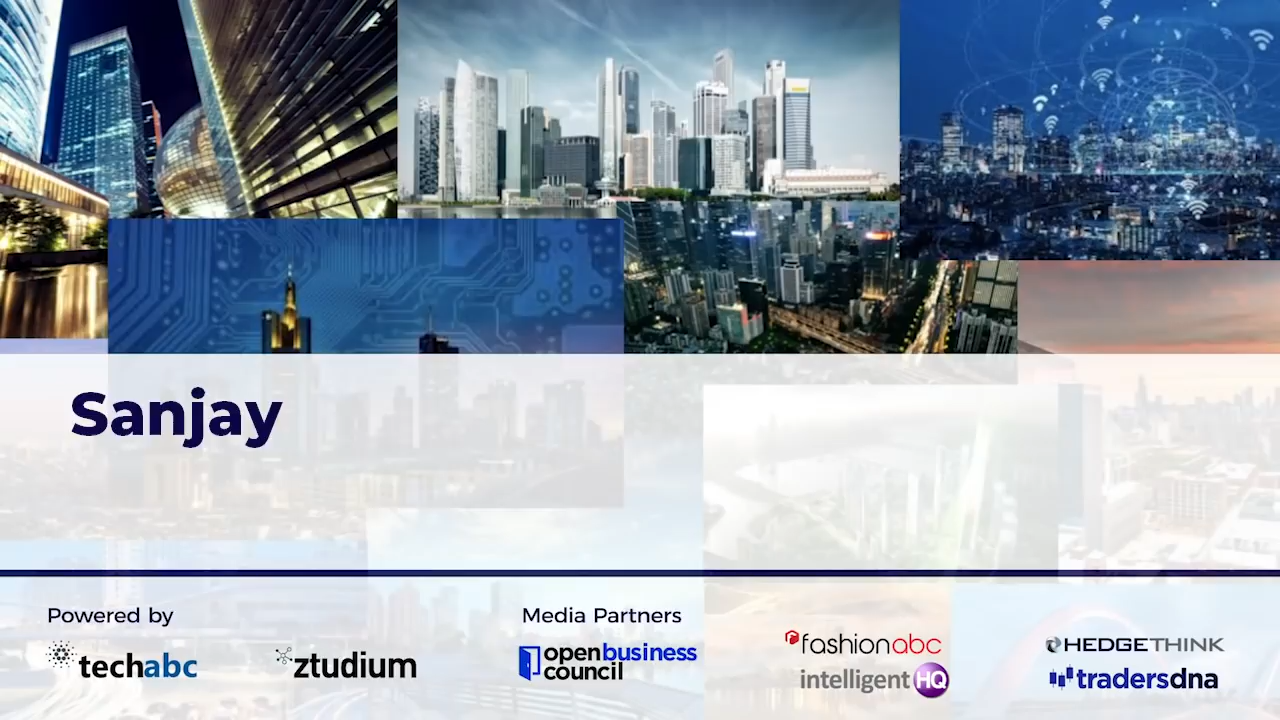 Sanjay
Powered by
techabc
ztudium
Media Partners
openbusiness
council
fashionabc
intelligentHQ
HEDGETHINK
tradersdna